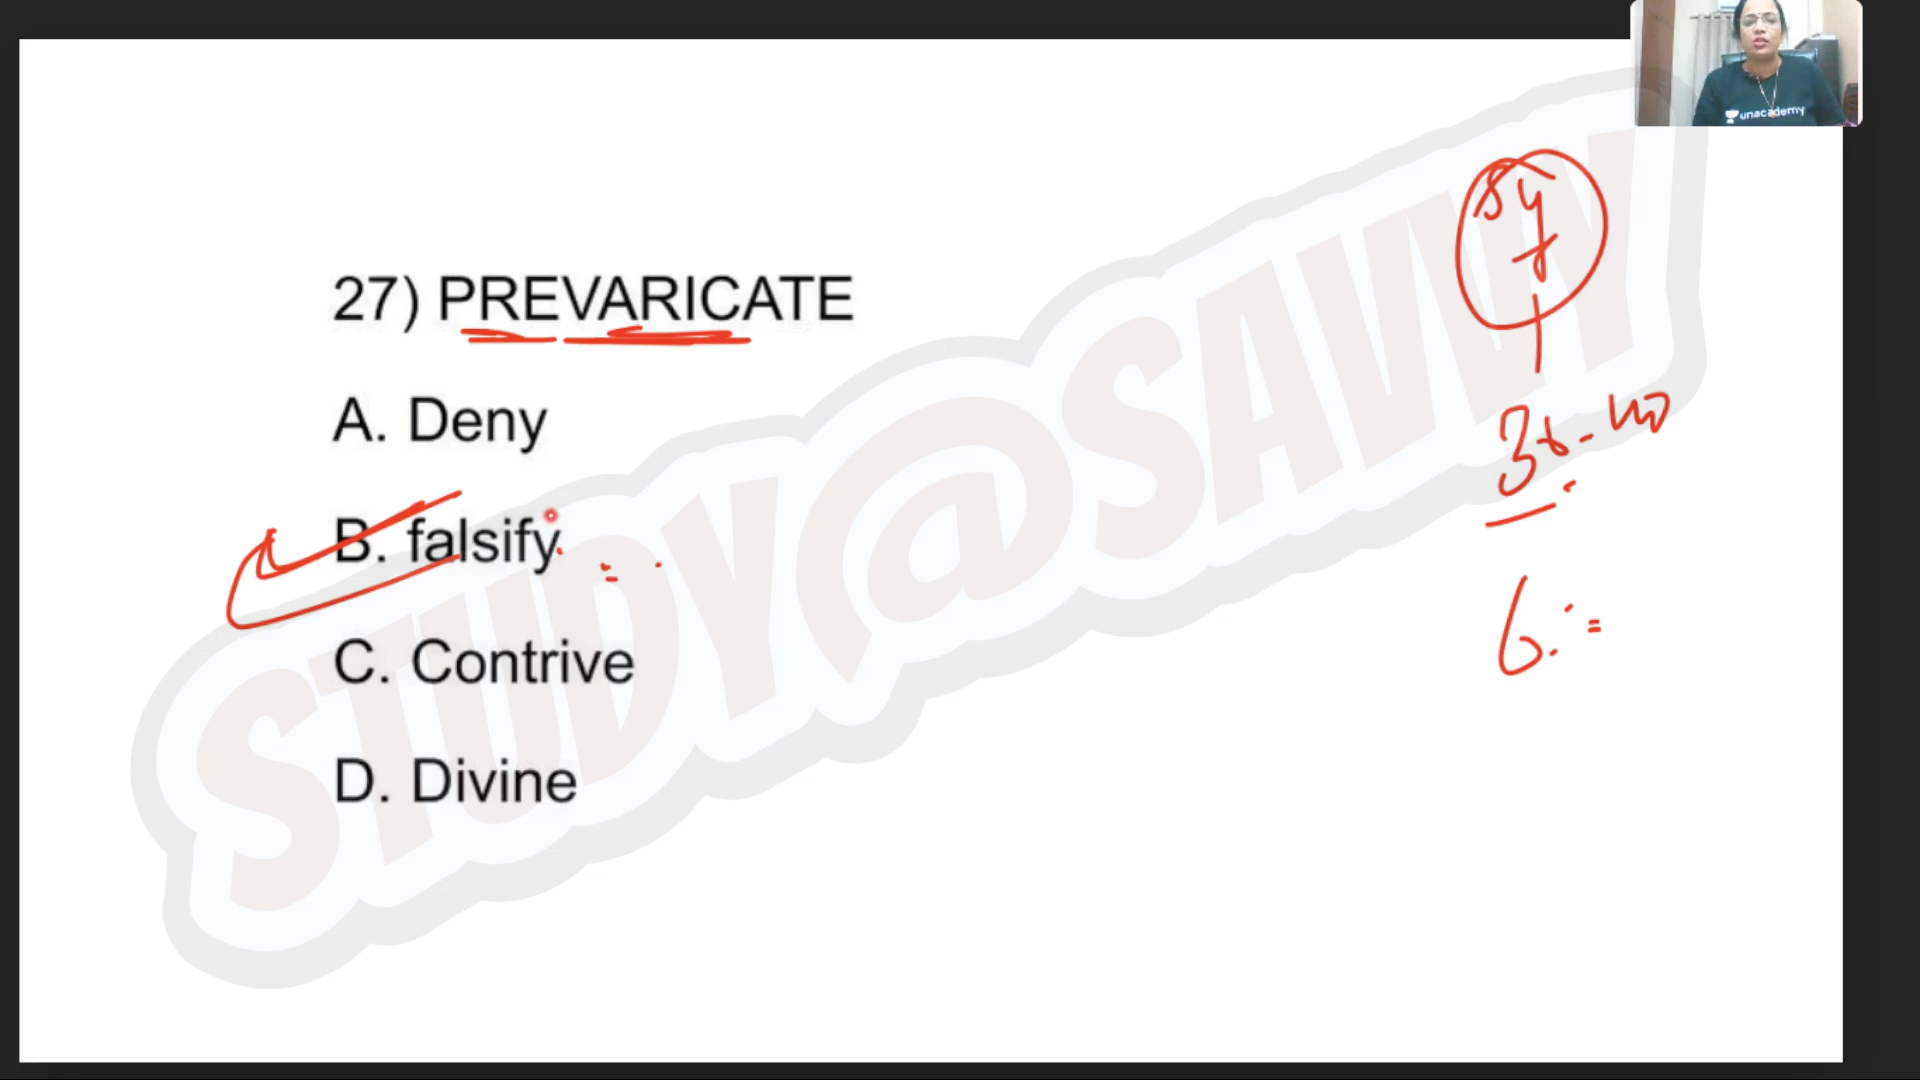 unacademy
27) PREVARICATE
A. Deny
B. falsify
C. Contrive
D. Divine
STUDY@SAVVY